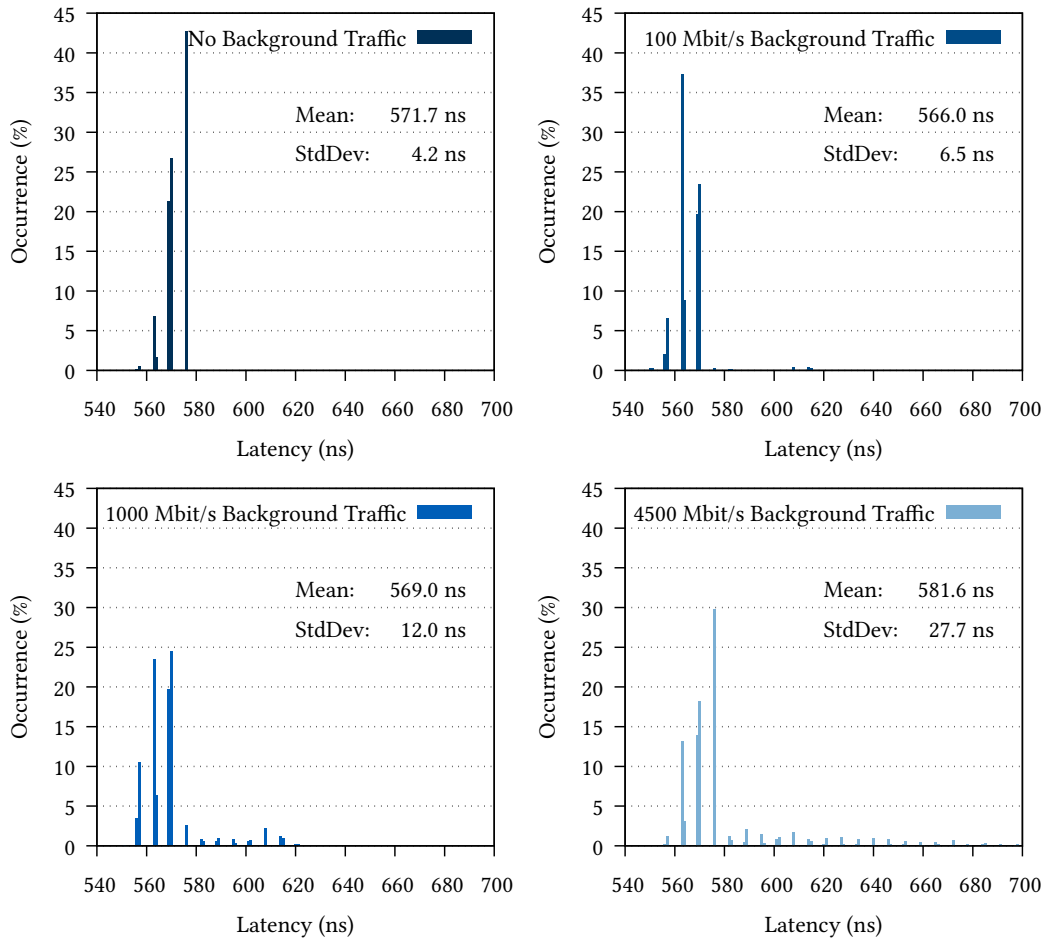 45
40
35
30
25
20
15
10
5
0
Occurrence (%)
No Background Traffic
Mean: 571.7 ns
StdDev: 4.2 ns
540 560 580 600 620 640 660 680 700
Latency (ns)
45
40
35
30
25
20
15
10
5
0
Occurrence (%)
100 Mbit/s Background Traffic
Mean: 566.0 ns
StdDev: 6.5 ns
540 560 580 600 620 640 660 680 700
Latency (ns)
45
40
35
30
25
20
15
10
5
0
Occurrence (%)
1000 Mbit/s Background Traffic
Mean: 569.0 ns
StdDev: 12.0 ns
540 560 580 600 620 640 660 680 700
Latency (ns)
45
40
35
30
25
20
15
10
5
0
Occurrence (%)
4500 Mbit/s Background Traffic
Mean: 581.6 ns
StdDev: 27.7 ns
540 560 580 600 620 640 660 680 700
Latency (ns)